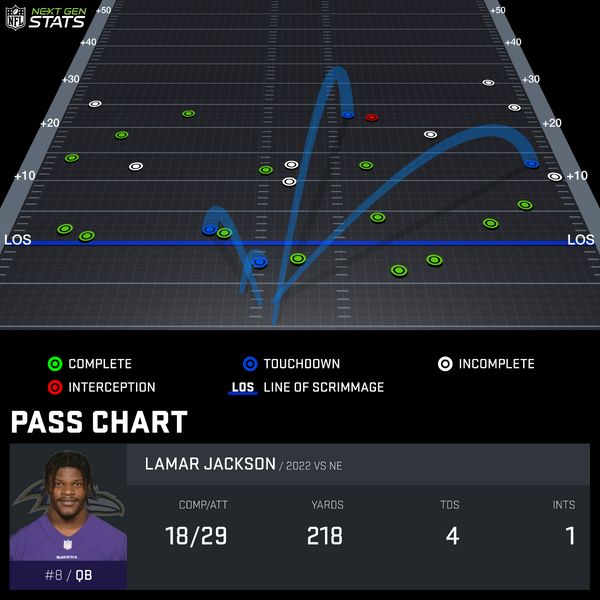 NFL NEXT GEN STATS
+50 +50
+40 +40
+30 +30
+20 +20
+10 +10
LOS LOS
COMPLETE TOUCHDOWN INCOMPLETE
INTERCEPTION LOS LINE OF SCRIMMAGE
PASS CHART
LAMAR JACKSON / 2022 VS NE
COMP/ATT YARDS TDS INTS
18/29 218 4 1
RAVENS
#8 / QB